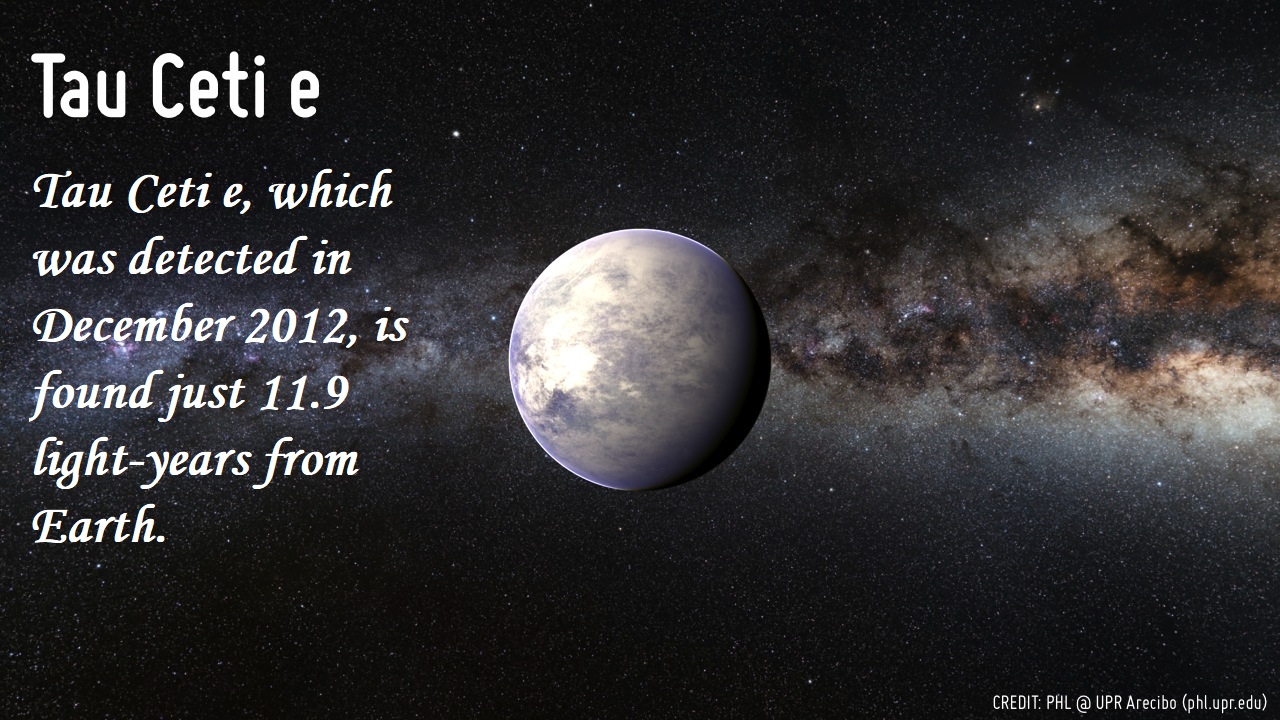 Tau Ceti e
Tau Ceti e, which
was detected in
December 2012, is
found just 11.9
light-years from
Earth.
CREDIT: PHL @ UPR Arecibo (phl.upr.edu)